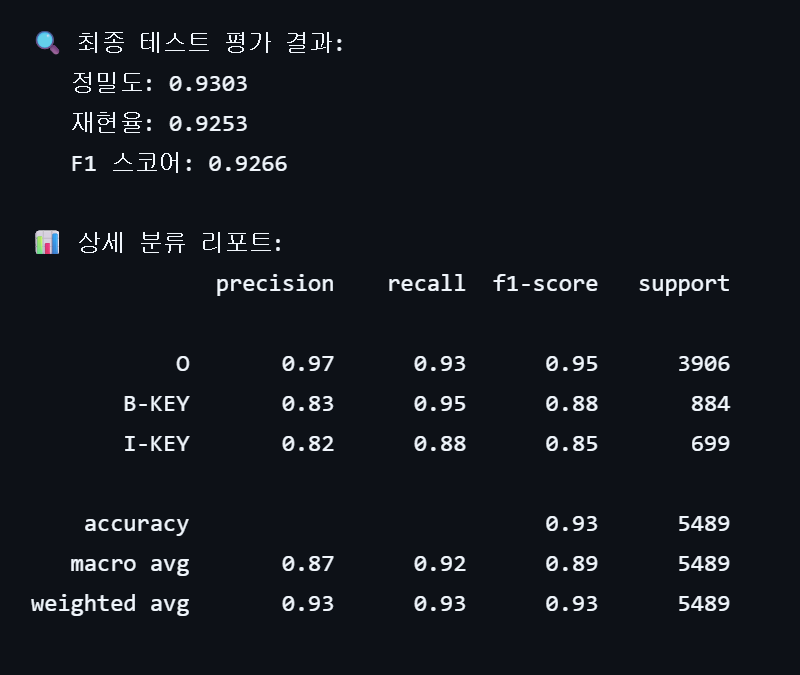 🔍 최종 테스트 평가 결과:
정밀도: 0.9303
재현율: 0.9253
F1 스코어: 0.9266
📊 상세 분류 리포트:
precision recall f1-score support
O 0.97 0.93 0.95 3906
B-KEY 0.83 0.95 0.88 884
I-KEY 0.82 0.88 0.85 699
accuracy 0.93 5489
macro avg 0.87 0.92 0.89 5489
weighted avg 0.93 0.93 0.93 5489